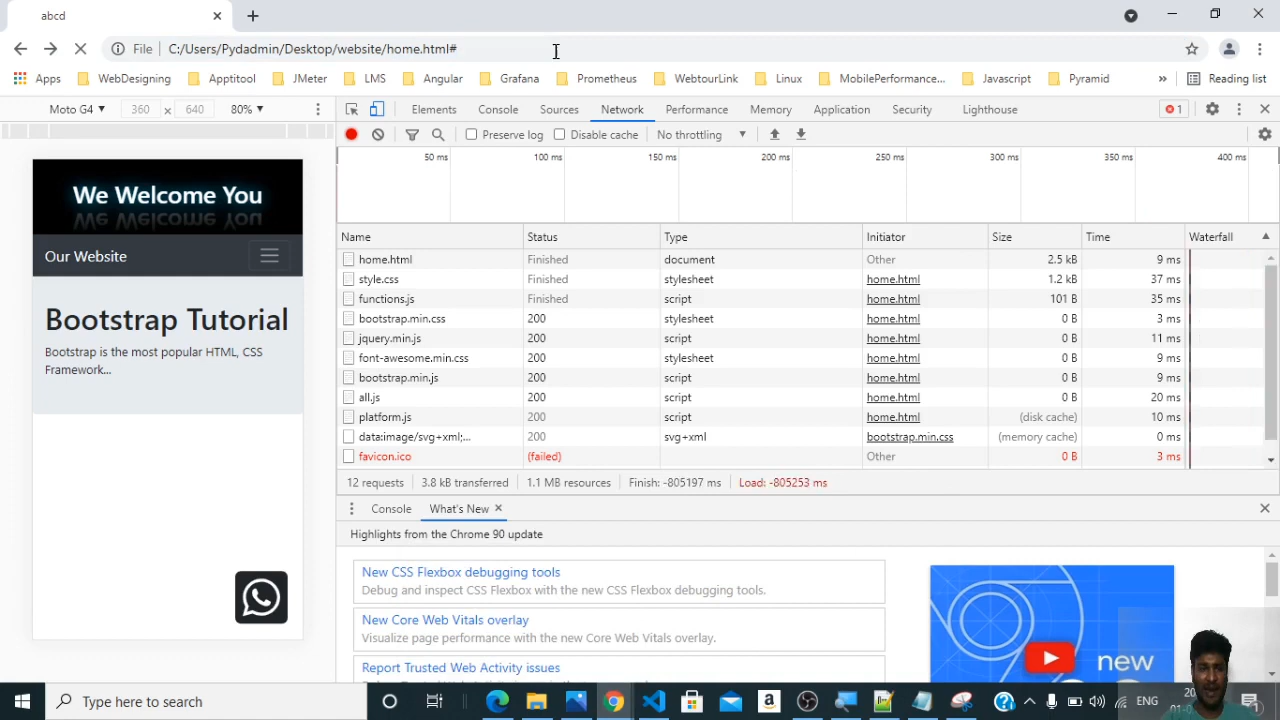 abcd
File C:/Users/Pydadmin/Desktop/website/home.html#
Apps WebDesigning Apptitool JMeter LMS Angular Grafana Prometheus WebtourLink Linux MobilePerformance... Javascript Pyramid » Reading list
Moto G4 360 x 640 80%
Elements Console Sources Network Performance Memory Application Security Lighthouse 1
Preserve log Disable cache No throttling
50 ms 100 ms 150 ms 200 ms 250 ms 300 ms 350 ms 400 ms
We Welcome You
Our Website
Bootstrap Tutorial
Bootstrap is the most popular HTML, CSS
Framework...
Name Status Type Initiator Size Time Waterfall
home.html Finished document Other 2.5 kB 9 ms
style.css Finished stylesheet home.html 1.2 kB 37 ms
functions.js Finished script home.html 101 B 35 ms
bootstrap.min.css 200 stylesheet home.html 0 B 3 ms
jquery.min.js 200 script home.html 0 B 11 ms
font-awesome.min.css 200 stylesheet home.html 0 B 9 ms
bootstrap.min.js 200 script home.html 0 B 9 ms
all.js 200 script home.html 0 B 20 ms
platform.js 200 script home.html (disk cache) 10 ms
data:image/svg+xml;... 200 svg+xml bootstrap.min.css (memory cache) 0 ms
favicon.ico (failed) Other 0 B 3 ms
12 requests 3.8 kB transferred 1.1 MB resources Finish: -805197 ms Load: -805253 ms
Console What's New
Highlights from the Chrome 90 update
New CSS Flexbox debugging tools
Debug and inspect CSS Flexbox with the new CSS Flexbox debugging tools.
New Core Web Vitals overlay
Visualize page performance with the new Core Web Vitals overlay.
Report Trusted Web Activity issues
new
Type here to search
ENG